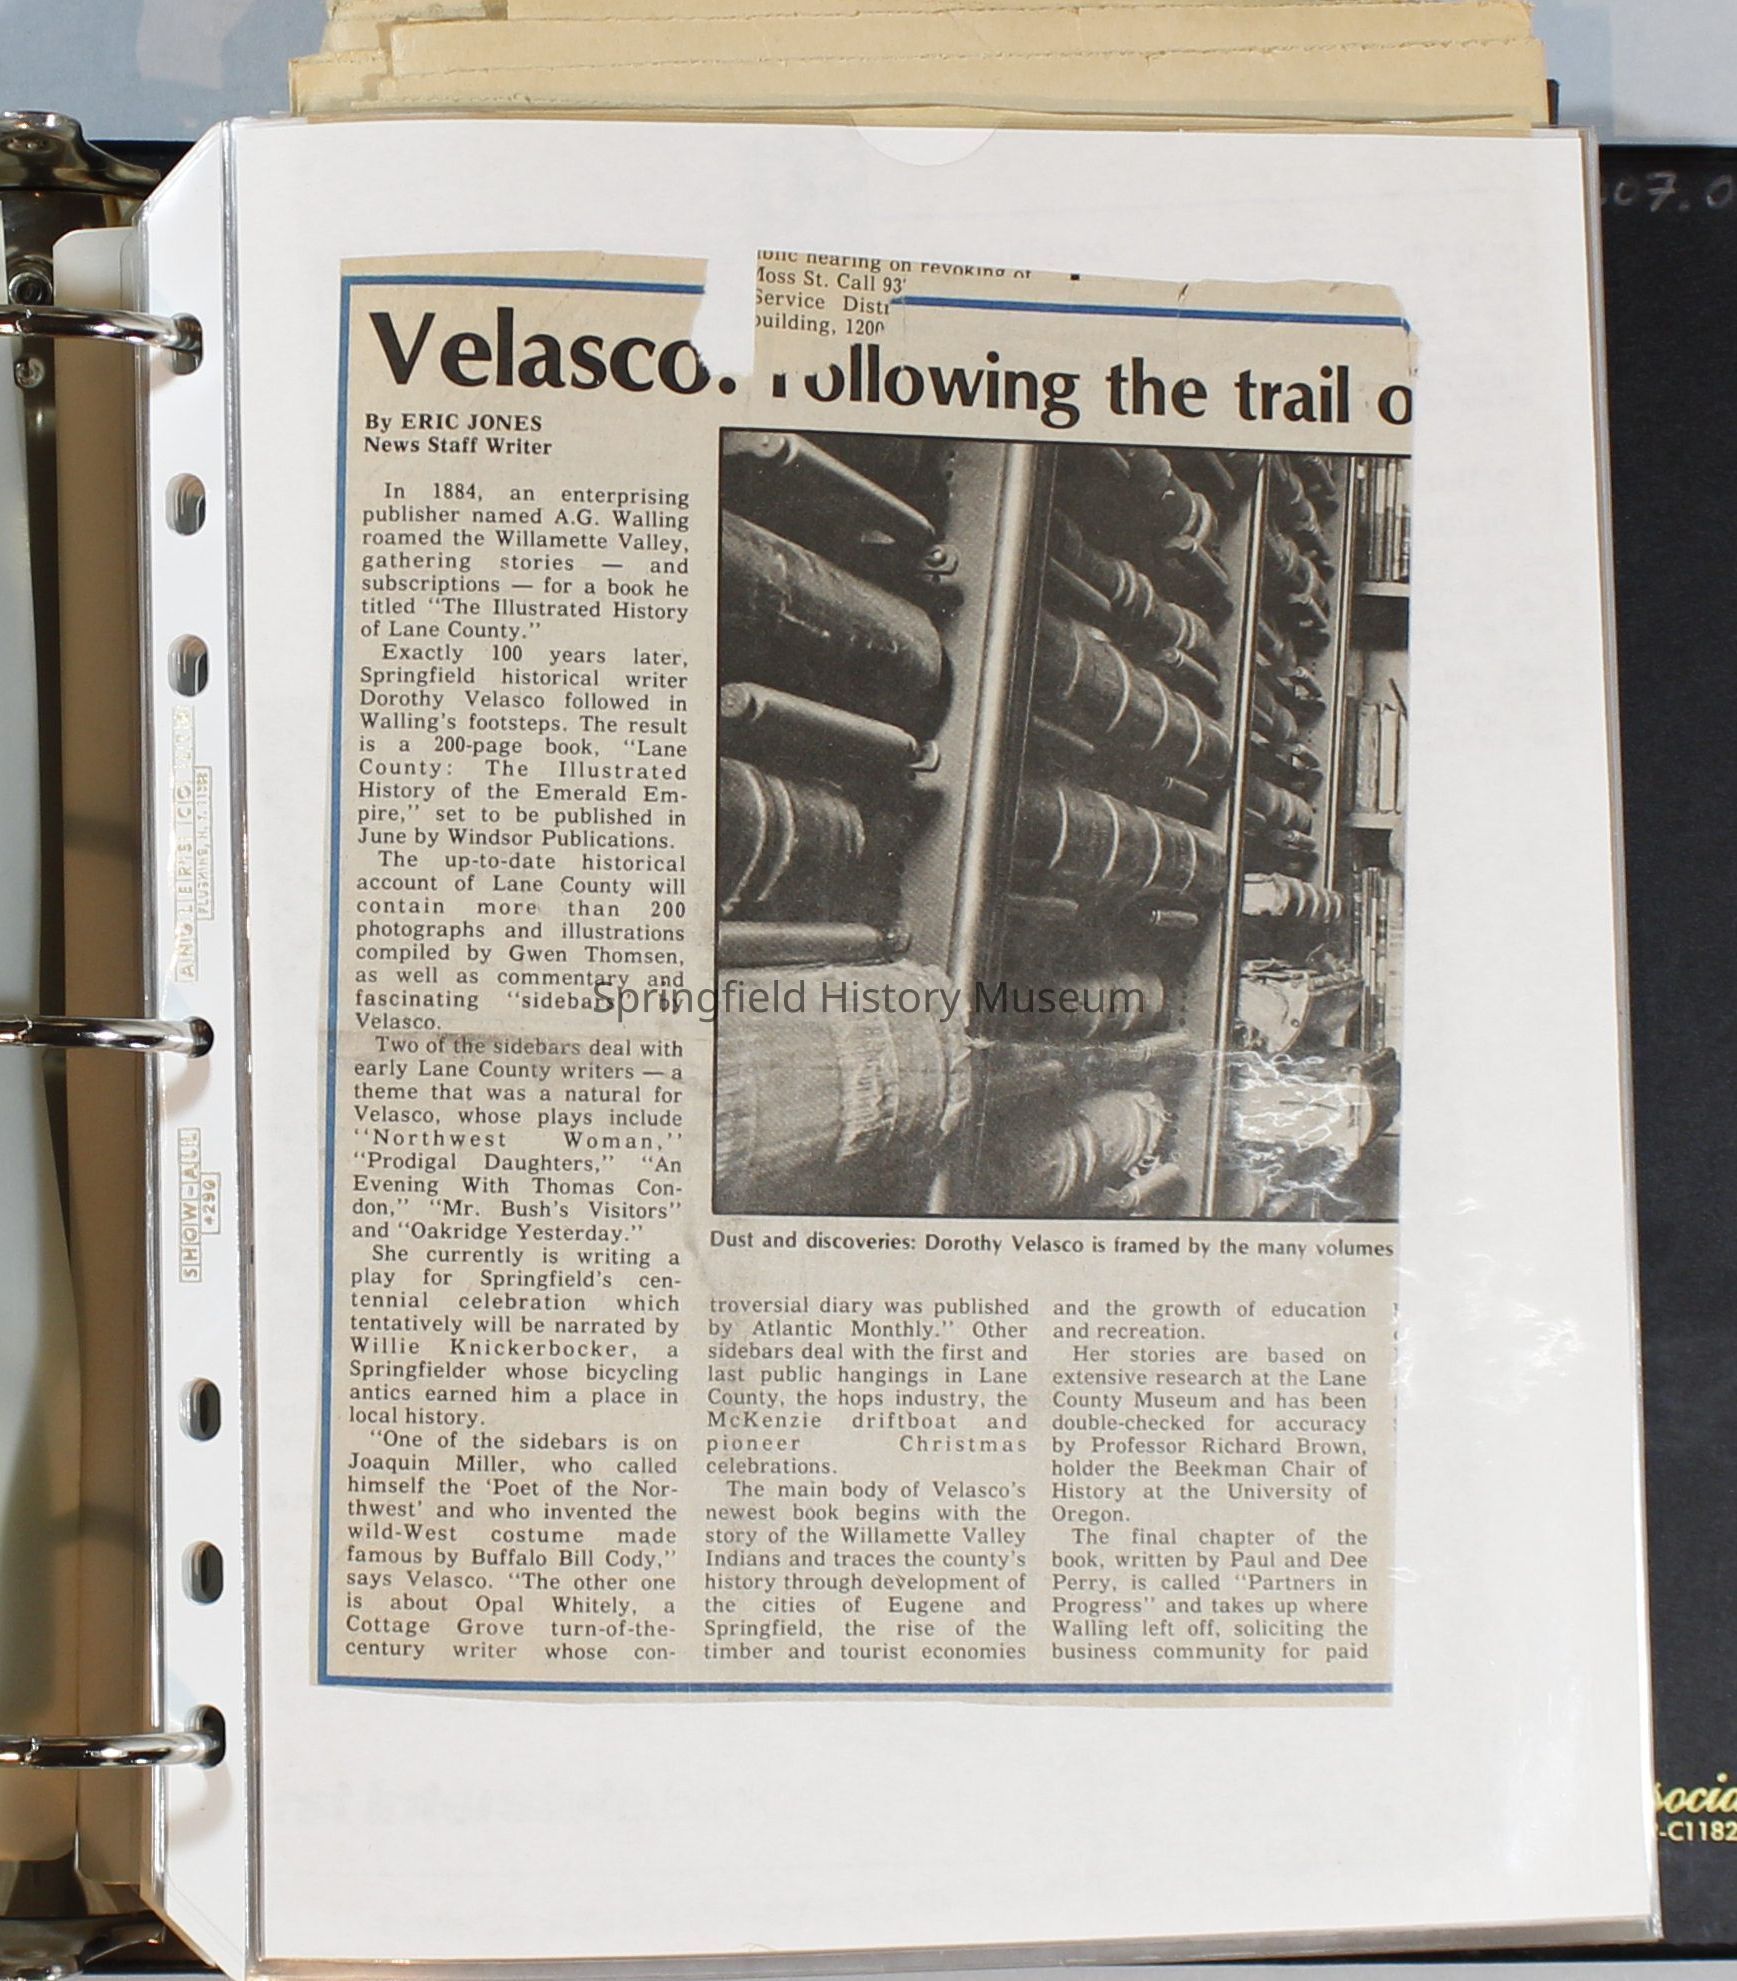 07.0
blic hearing on revoking of
Moss St. Call 93
Service Distr
building, 1200
Velasco: Following the trail o
By ERIC JONES
News Staff Writer
In 1884, an enterprising
publisher named A.G. Walling
roamed the Willamette Valley,
gathering stories — and
subscriptions — for a book he
titled “The Illustrated History
of Lane County.”
Exactly 100 years later,
Springfield historical writer
Dorothy Velasco followed in
Walling's footsteps. The result
is a 200-page book, “Lane
County: The Illustrated
History of the Emerald Em-
pire,” set to be published in
June by Windsor Publications.
The up-to-date historical
account of Lane County will
contain more than 200
photographs and illustrations
compiled by Gwen Thomsen,
as well as commentary and
fascinating “sidebars” by
Velasco.
Two of the sidebars deal with
early Lane County writers — a
theme that was a natural for
Velasco, whose plays include
“Northwest Woman,”
“Prodigal Daughters,” “An
Evening With Thomas Con-
don,” “Mr. Bush's Visitors”
and “Oakridge Yesterday.”
She currently is writing a
play for Springfield's cen-
tennial celebration which
tentatively will be narrated by
Willie Knickerbocker, a
Springfielder whose bicycling
antics earned him a place in
local history.
“One of the sidebars is on
Joaquin Miller, who called
himself the ‘Poet of the Nor-
thwest’ and who invented the
wild-West costume made
famous by Buffalo Bill Cody,”
says Velasco. “The other one
is about Opal Whitely, a
Cottage Grove turn-of-the-
century writer whose con-
Dust and discoveries: Dorothy Velasco is framed by the many volumes
troversial diary was published
by Atlantic Monthly.” Other
sidebars deal with the first and
last public hangings in Lane
County, the hops industry, the
McKenzie driftboat and
pioneer Christmas
celebrations.
The main body of Velasco's
newest book begins with the
story of the Willamette Valley
Indians and traces the county's
history through development of
the cities of Eugene and
Springfield, the rise of the
timber and tourist economies
and the growth of education
and recreation.
Her stories are based on
extensive research at the Lane
County Museum and has been
double-checked for accuracy
by Professor Richard Brown,
holder the Beekman Chair of
History at the University of
Oregon.
The final chapter of the
book, written by Paul and Dee
Perry, is called “Partners in
Progress” and takes up where
Walling left off, soliciting the
business community for paid
Springfield History Museum
SHOW-ALL
ocia
-C1182